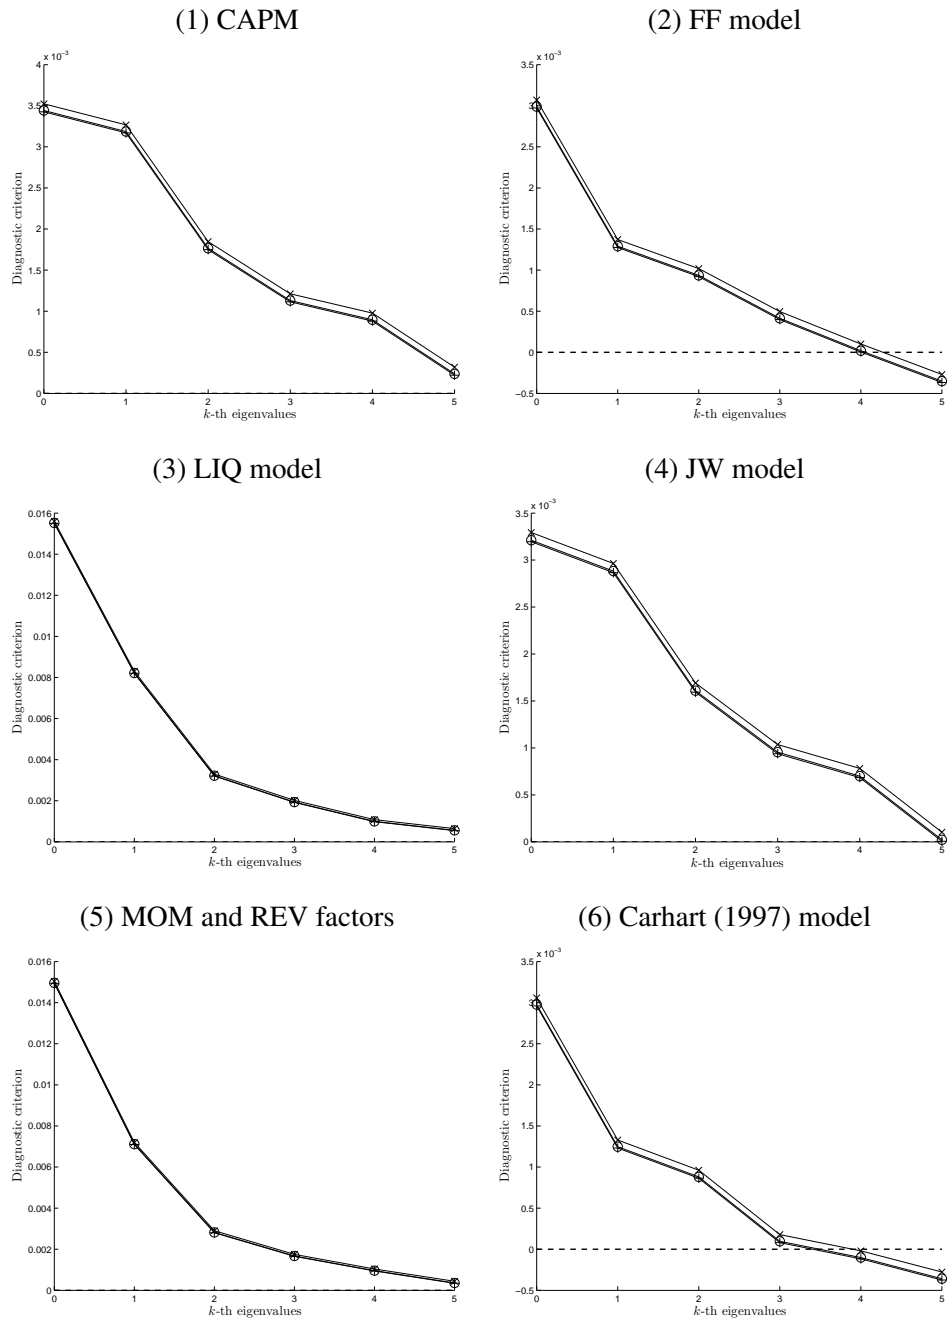 (1) CAPM
x 10⁻³
4
3.5
3
2.5
2
1.5
1
0.5
0
Diagnostic criterion
0 1 2 3 4 5
k-th eigenvalues
(2) FF model
x 10⁻³
3.5
3
2.5
2
1.5
1
0.5
0
−0.5
Diagnostic criterion
0 1 2 3 4 5
k-th eigenvalues
(3) LIQ model
0.016
0.014
0.012
0.01
0.008
0.006
0.004
0.002
0
Diagnostic criterion
0 1 2 3 4 5
k-th eigenvalues
(4) JW model
x 10⁻³
3.5
3
2.5
2
1.5
1
0.5
0
Diagnostic criterion
0 1 2 3 4 5
k-th eigenvalues
(5) MOM and REV factors
0.016
0.014
0.012
0.01
0.008
0.006
0.004
0.002
0
Diagnostic criterion
0 1 2 3 4 5
k-th eigenvalues
(6) Carhart (1997) model
x 10⁻³
3.5
3
2.5
2
1.5
1
0.5
0
−0.5
Diagnostic criterion
0 1 2 3 4 5
k-th eigenvalues